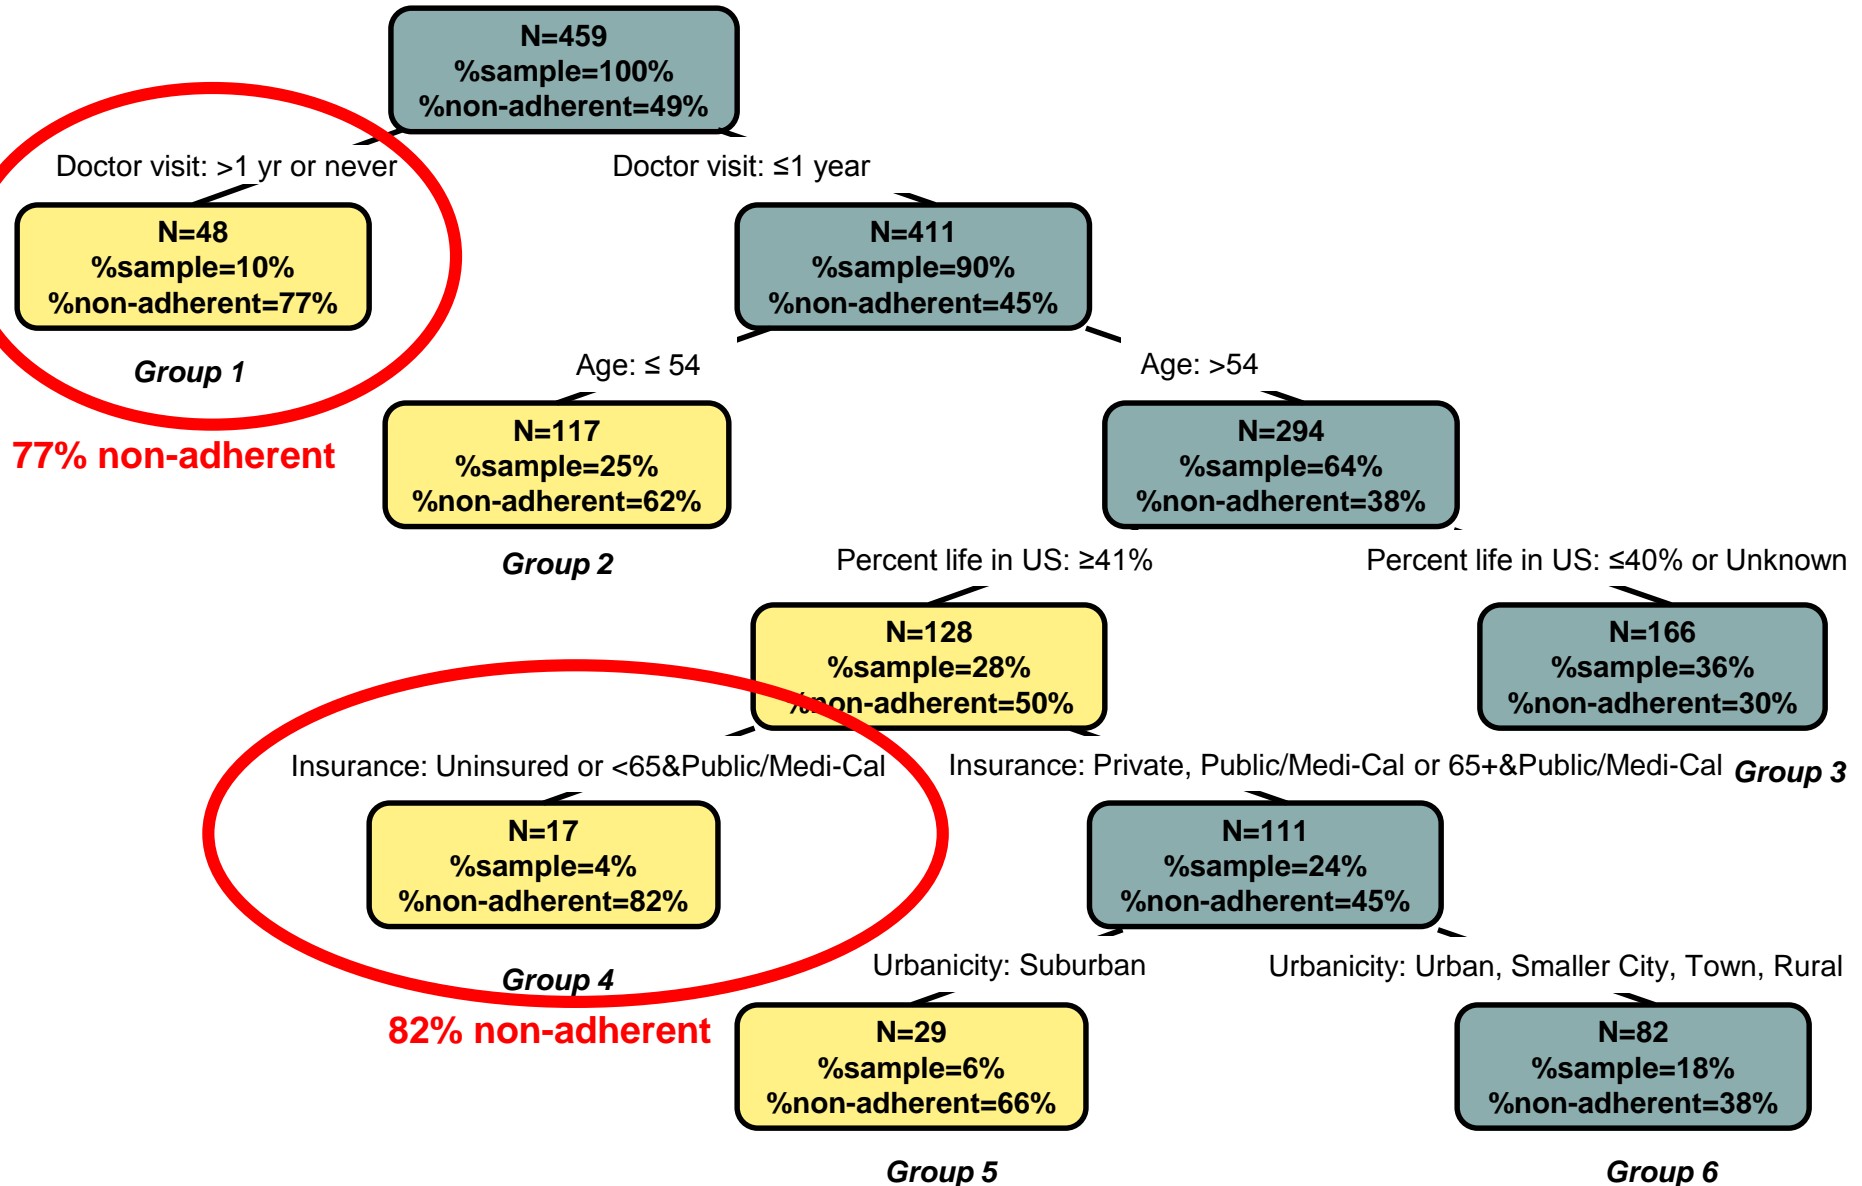 N=459
%sample=100%
%non-adherent=49%
Doctor visit: >1 yr or never
Doctor visit: ≤1 year
N=48
%sample=10%
%non-adherent=77%
Group 1
77% non-adherent
N=411
%sample=90%
%non-adherent=45%
Age: ≤ 54
Age: >54
N=117
%sample=25%
%non-adherent=62%
Group 2
N=294
%sample=64%
%non-adherent=38%
Percent life in US: ≥41%
Percent life in US: ≤40% or Unknown
N=128
%sample=28%
%non-adherent=50%
N=166
%sample=36%
%non-adherent=30%
Group 3
Insurance: Uninsured or <65&Public/Medi-Cal
Insurance: Private, Public/Medi-Cal or 65+&Public/Medi-Cal
N=17
%sample=4%
%non-adherent=82%
Group 4
82% non-adherent
N=111
%sample=24%
%non-adherent=45%
Urbanicity: Suburban
Urbanicity: Urban, Smaller City, Town, Rural
N=29
%sample=6%
%non-adherent=66%
Group 5
N=82
%sample=18%
%non-adherent=38%
Group 6